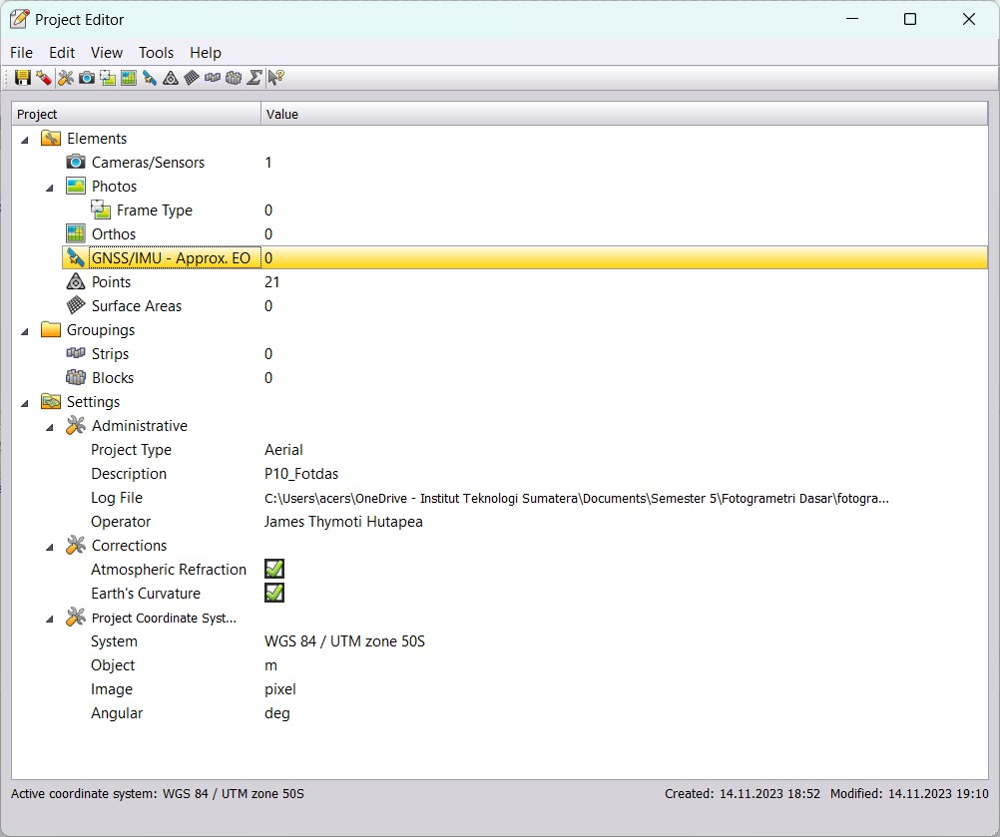 Project Editor
File Edit View Tools Help
Project Value
Elements
Cameras/Sensors 1
Photos
Frame Type 0
Orthos 0
GNSS/IMU - Approx. EO 0
Points 21
Surface Areas 0
Groupings
Strips 0
Blocks 0
Settings
Administrative
Project Type Aerial
Description P10_Fotdas
Log File C:\Users\acers\OneDrive - Institut Teknologi Sumatera\Documents\Semester 5\Fotogrametri Dasar\fotogra...
Operator James Thymoti Hutapea
Corrections
Atmospheric Refraction
Earth's Curvature
Project Coordinate Syst...
System WGS 84 / UTM zone 50S
Object m
Image pixel
Angular deg
Active coordinate system: WGS 84 / UTM zone 50S Created: 14.11.2023 18:52 Modified: 14.11.2023 19:10